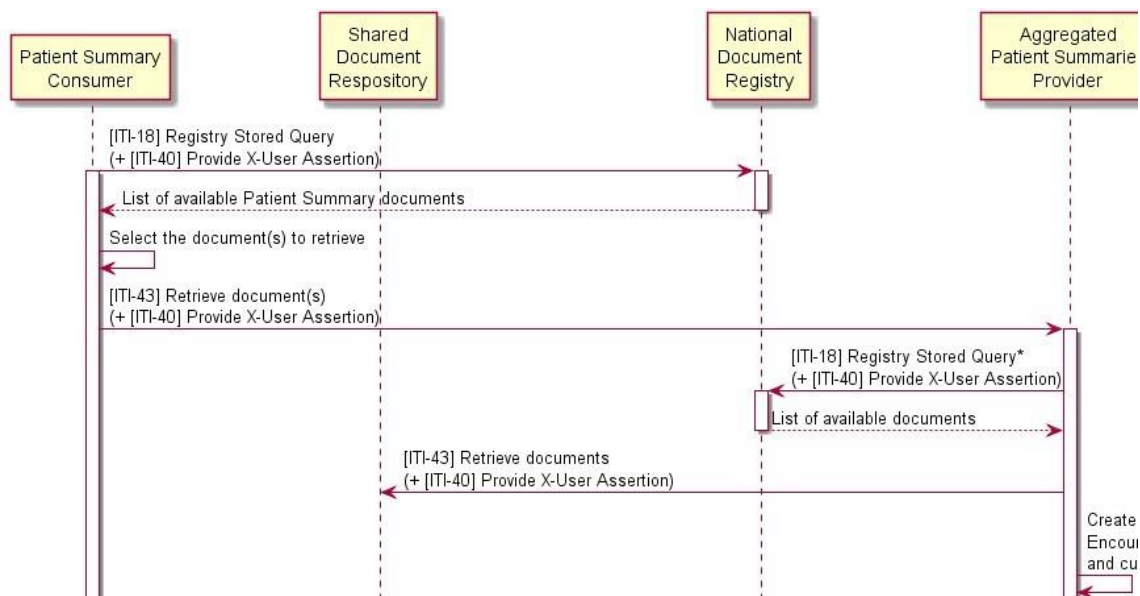 Patient Summary
Consumer
Shared
Document
Respository
National
Document
Registry
Aggregated
Patient Summarie
Provider
[ITI-18] Registry Stored Query
(+ [ITI-40] Provide X-User Assertion)
List of available Patient Summary documents
Select the document(s) to retrieve
[ITI-43] Retrieve document(s)
(+ [ITI-40] Provide X-User Assertion)
[ITI-18] Registry Stored Query*
(+ [ITI-40] Provide X-User Assertion)
List of available documents
[ITI-43] Retrieve documents
(+ [ITI-40] Provide X-User Assertion)
Create
Encour
and cu